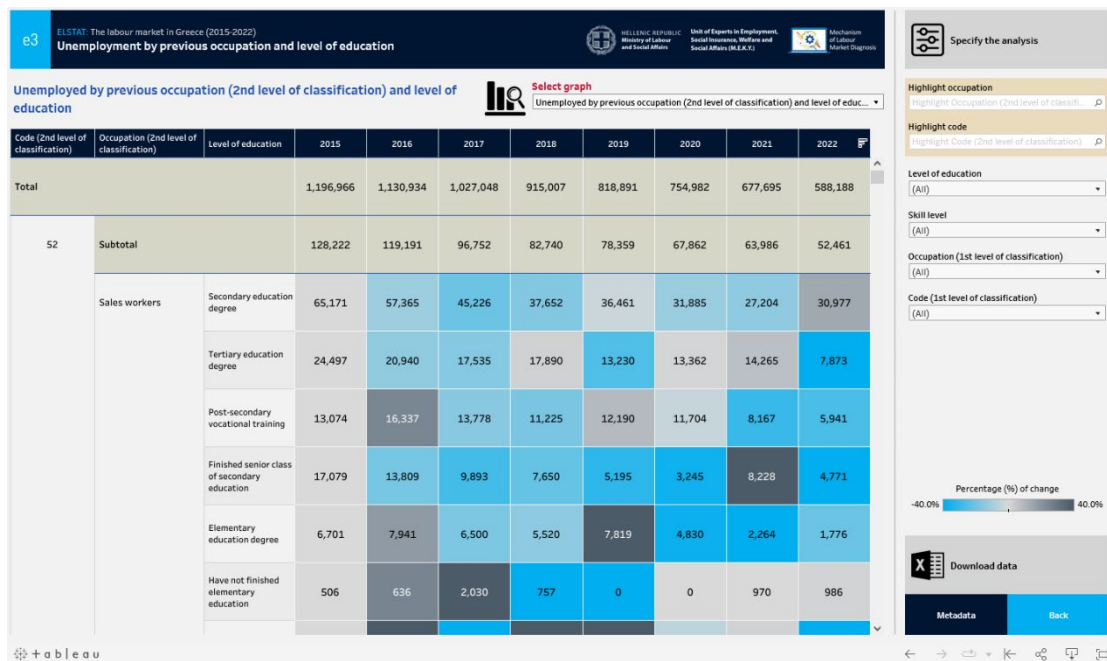 e3
ELSTAT: The labour market in Greece (2015-2022)
Unemployment by previous occupation and level of education
HELLENIC REPUBLIC
Ministry of Labour
and Social Affairs
Unit of Experts in Employment,
Social Insurance, Welfare and
Social Affairs (M.E.K.Y.)
Mechanism
of Labour
Market Diagnosis
Specify the analysis
Unemployed by previous occupation (2nd level of classification) and level of
education
Select graph
Unemployed by previous occupation (2nd level of classification) and level of educ...
Highlight occupation
Highlight Occupation (2nd level of classifi...
Highlight code
Highlight Code (2nd level of classification)
Level of education
(All)
Skill level
(All)
Occupation (1st level of classification)
(All)
Code (1st level of classification)
(All)
Code (2nd level of
classification)
Occupation (2nd level of
classification)
Level of education
2015 2016 2017 2018 2019 2020 2021 2022
Total 1,196,966 1,130,934 1,027,048 915,007 818,891 754,982 677,695 588,188
52 Subtotal 128,222 119,191 96,752 82,740 78,359 67,862 63,986 52,461
Sales workers
Secondary education
degree
65,171 57,365 45,226 37,652 36,461 31,885 27,204 30,977
Tertiary education
degree
24,497 20,940 17,535 17,890 13,230 13,362 14,265 7,873
Post-secondary
vocational training
13,074 16,337 13,778 11,225 12,190 11,704 8,167 5,941
Finished senior class
of secondary
education
17,079 13,809 9,893 7,650 5,195 3,245 8,228 4,771
Elementary
education degree
6,701 7,941 6,500 5,520 7,819 4,830 2,264 1,776
Have not finished
elementary
education
506 636 2,030 757 0 0 970 986
Percentage (%) of change
-40.0% 40.0%
Download data
Metadata
Back
+ableau